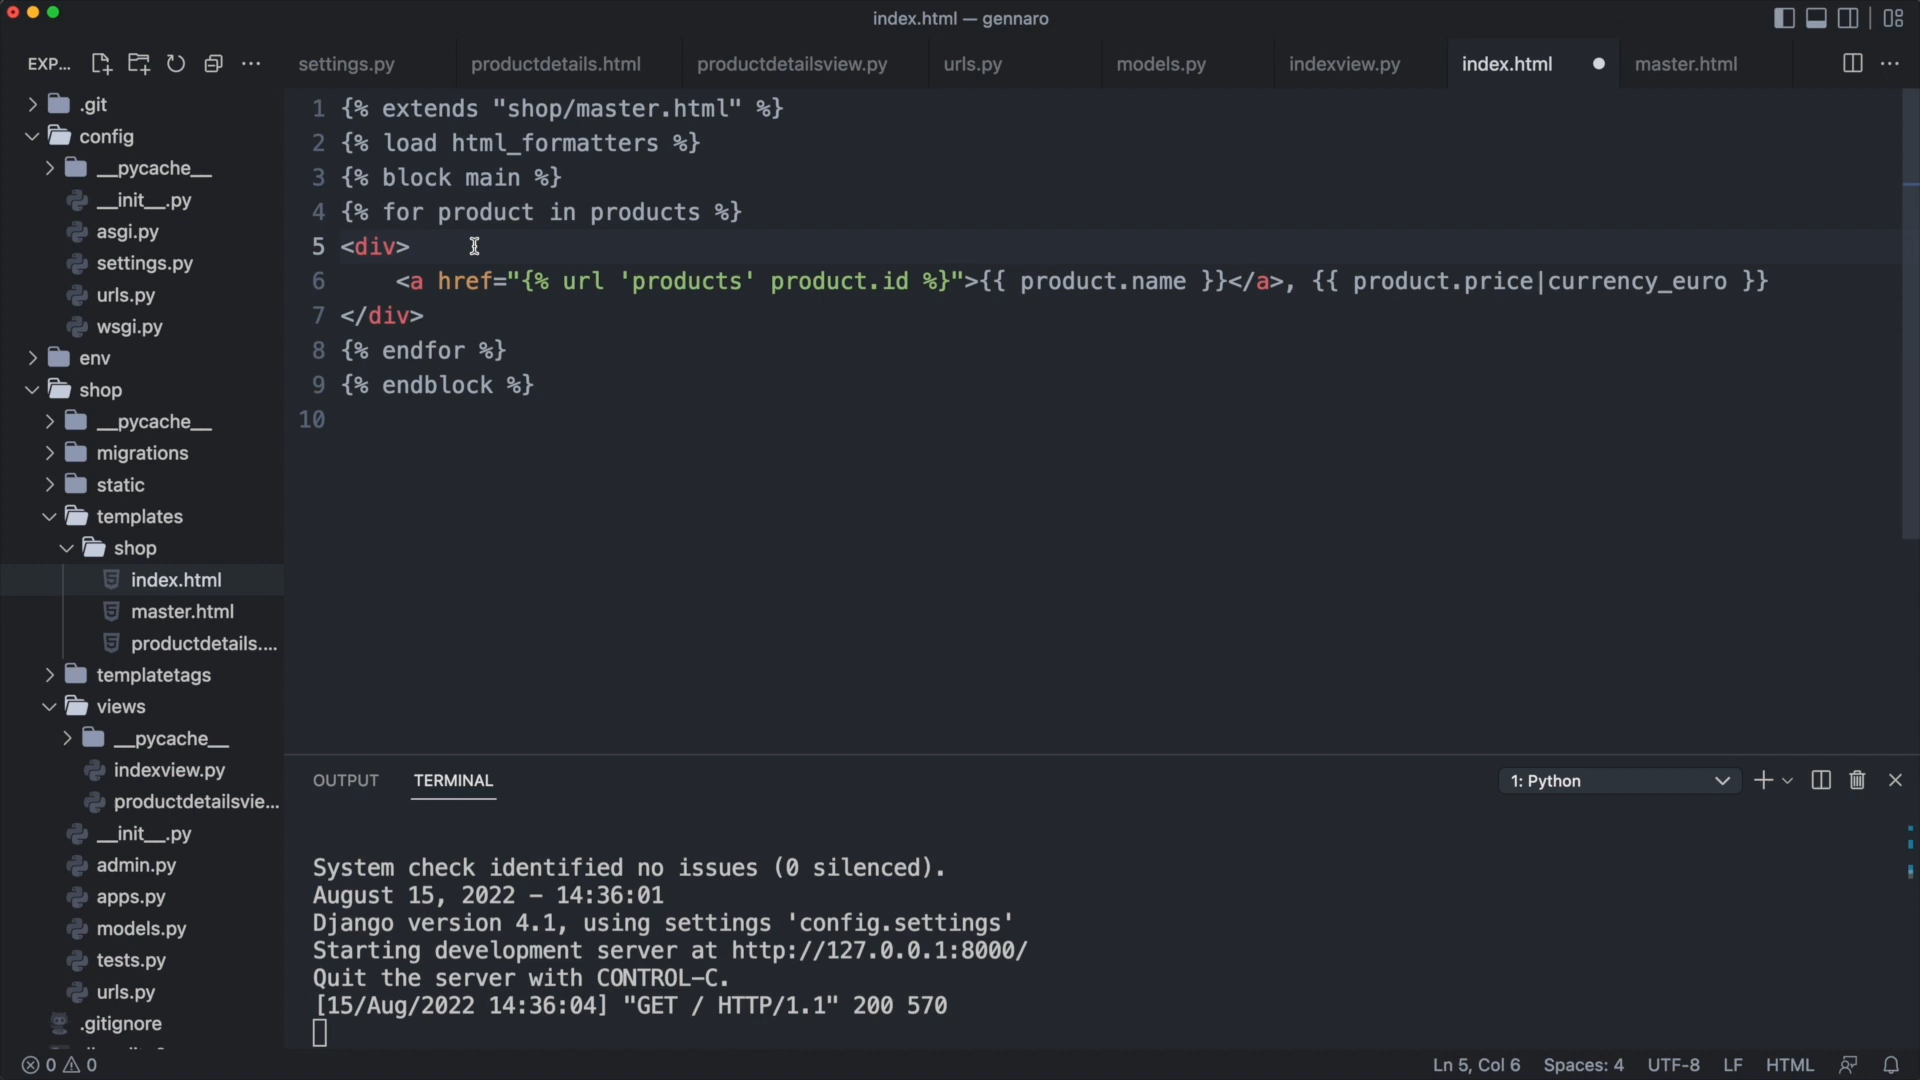 index.html — gennaro
EXP...
settings.py
productdetails.html
productdetailsview.py
urls.py
models.py
indexview.py
index.html
master.html
.git
config
__pycache__
__init__.py
asgi.py
settings.py
urls.py
wsgi.py
env
shop
__pycache__
migrations
static
templates
shop
index.html
master.html
productdetails....
templatetags
views
__pycache__
indexview.py
productdetailsvie...
__init__.py
admin.py
apps.py
models.py
tests.py
urls.py
.gitignore
1 {% extends "shop/master.html" %}
2 {% load html_formatters %}
3 {% block main %}
4 {% for product in products %}
5 <div>
6 <a href="{% url 'products' product.id %}">{{ product.name }}</a>, {{ product.price|currency_euro }}
7 </div>
8 {% endfor %}
9 {% endblock %}
10
OUTPUT TERMINAL
1: Python
System check identified no issues (0 silenced).
August 15, 2022 – 14:36:01
Django version 4.1, using settings 'config.settings'
Starting development server at http://127.0.0.1:8000/
Quit the server with CONTROL–C.
[15/Aug/2022 14:36:04] "GET / HTTP/1.1" 200 570
0 0
Ln 5, Col 6 Spaces: 4 UTF-8 LF HTML